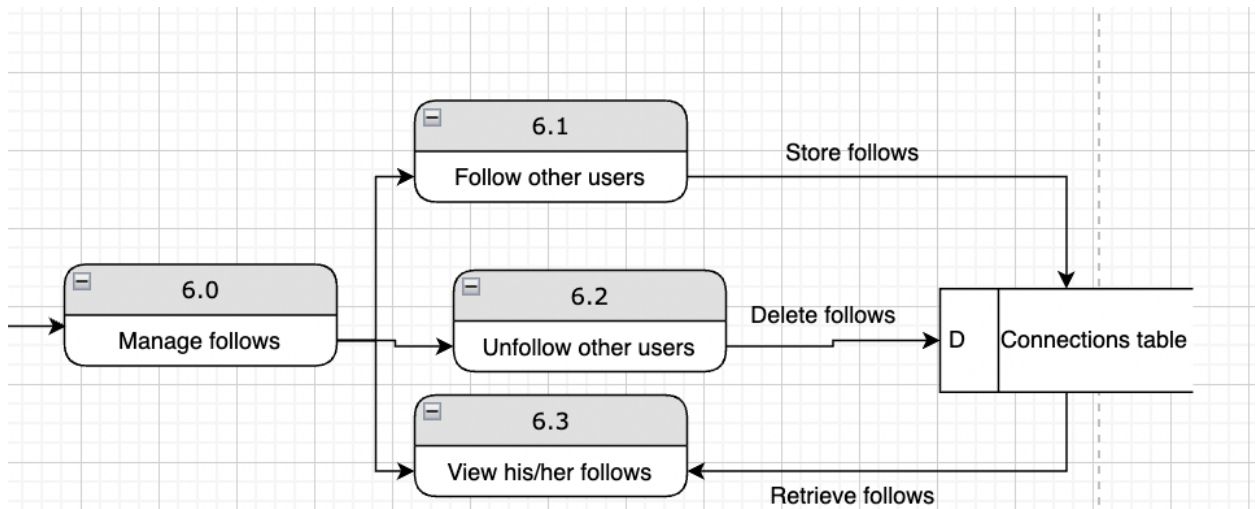 6.1
Follow other users
Store follows
6.0
Manage follows
6.2
Unfollow other users
Delete follows
D
Connections table
6.3
View his/her follows
Retrieve follows